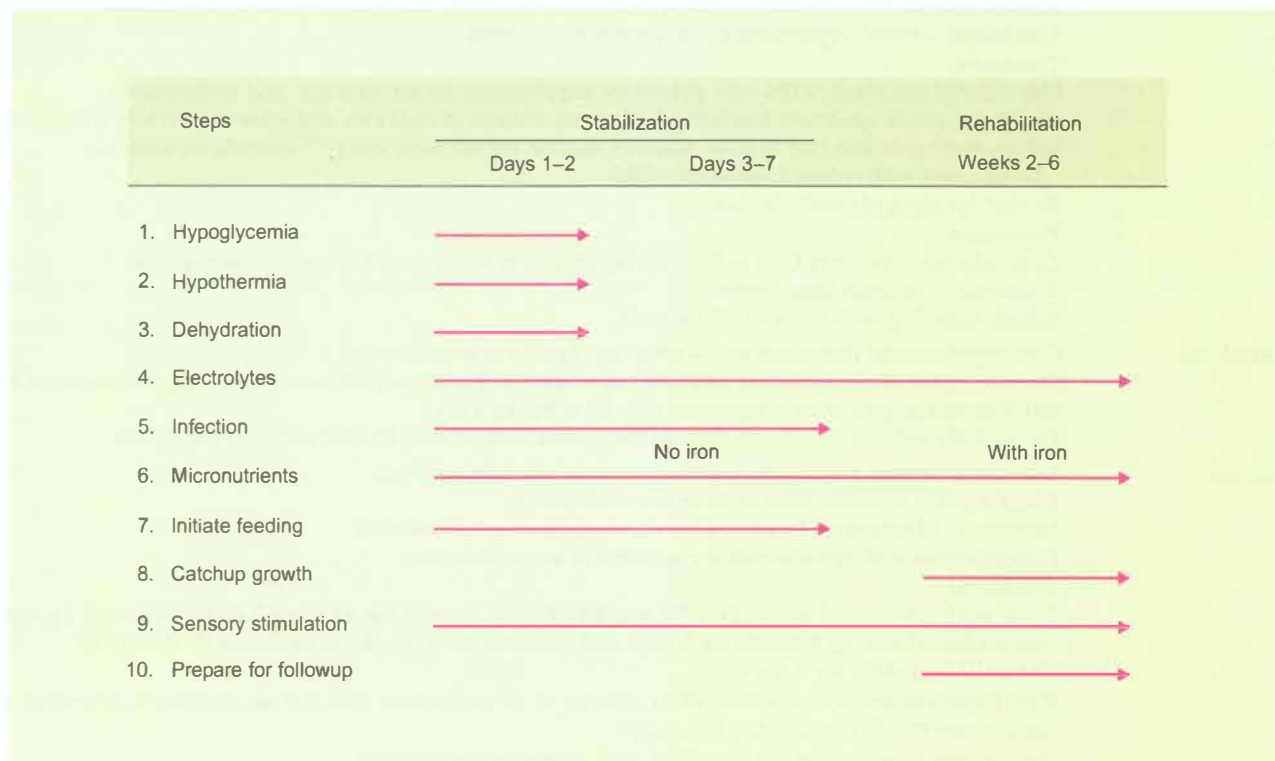 Steps Stabilization Rehabilitation
Days 1–2 Days 3–7 Weeks 2–6
1. Hypoglycemia
2. Hypothermia
3. Dehydration
4. Electrolytes
5. Infection
No iron With iron
6. Micronutrients
7. Initiate feeding
8. Catchup growth
9. Sensory stimulation
10. Prepare for followup